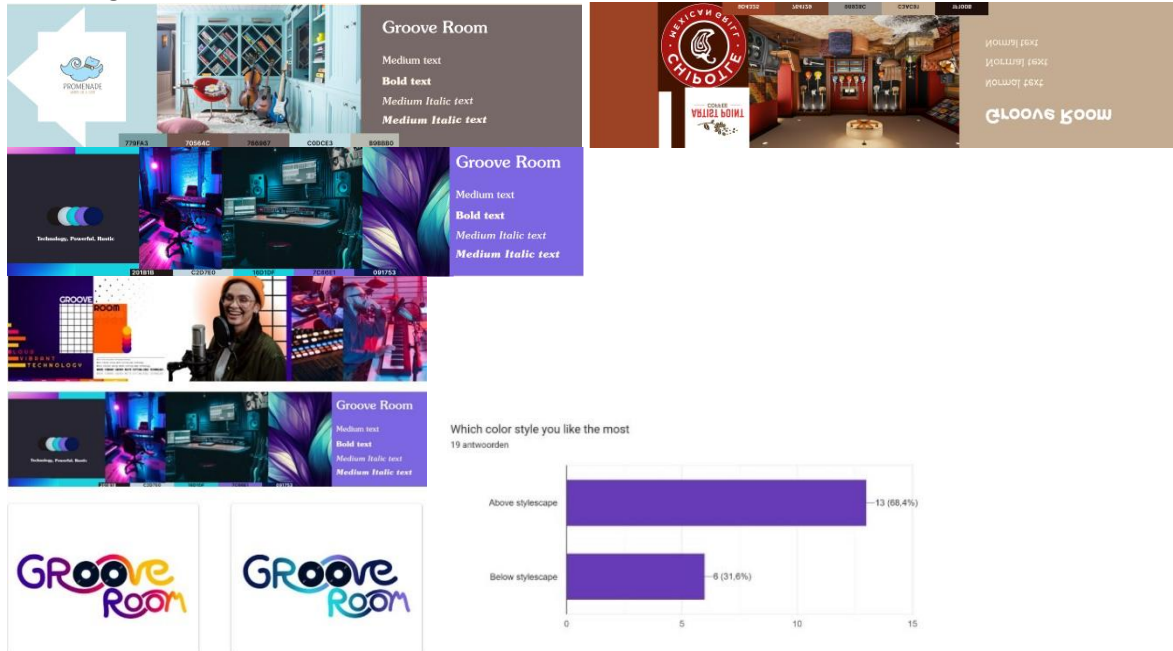 Groove Room
Medium text
Bold text
Medium Italic text
Medium Italic text
PROMENADE
779FA3 70564C 766867 C0DCE3 B9BBB0
MEXICAN GRILL
CHIPOTLE
COFFEE
ARTIST POINT
Normal text
Normal text
Normal text
Groove Room
Groove Room
Medium text
Bold text
Medium Italic text
Medium Italic text
Technology, Powerful, Rustic
201B1B C2D7E0 18D1DF 7C66E1 091753
GROOVE
ROOM
VIBRANT
TECHNOLOGY
Groove Room
Medium text
Bold text
Medium Italic text
Medium Italic text
Technology, Powerful, Rustic
Which color style you like the most
19 antwoorden
Above stylescape
13 (68,4%)
Below stylescape
6 (31,6%)
0 5 10 15
GROOVE
ROOM
GROOVE
ROOM